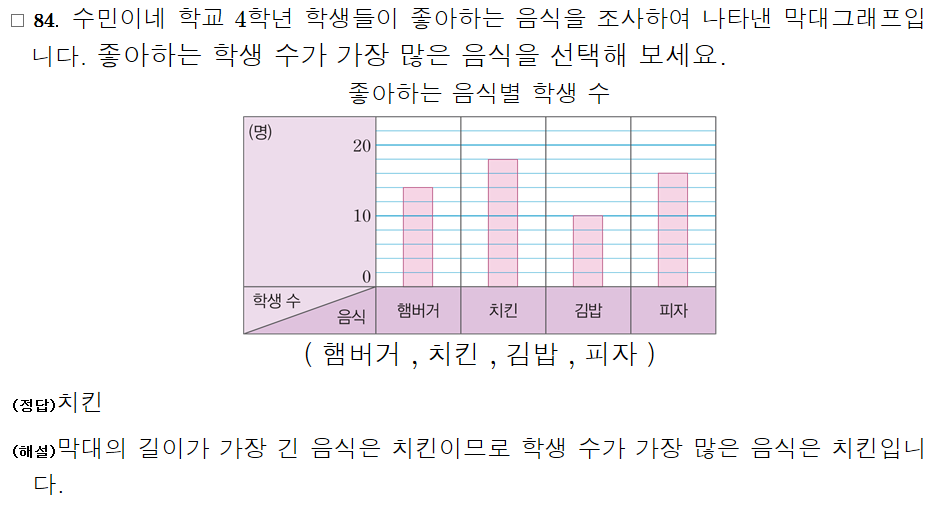 □ 84. 수민이네 학교 4학년 학생들이 좋아하는 음식을 조사하여 나타낸 막대그래프입
니다. 좋아하는 학생 수가 가장 많은 음식을 선택해 보세요.
좋아하는 음식별 학생 수
(명)
20
10
0
학생 수
음식
햄버거 치킨 김밥 피자
( 햄버거 , 치킨 , 김밥 , 피자 )
(정답)치킨
(해설)막대의 길이가 가장 긴 음식은 치킨이므로 학생 수가 가장 많은 음식은 치킨입니
다.